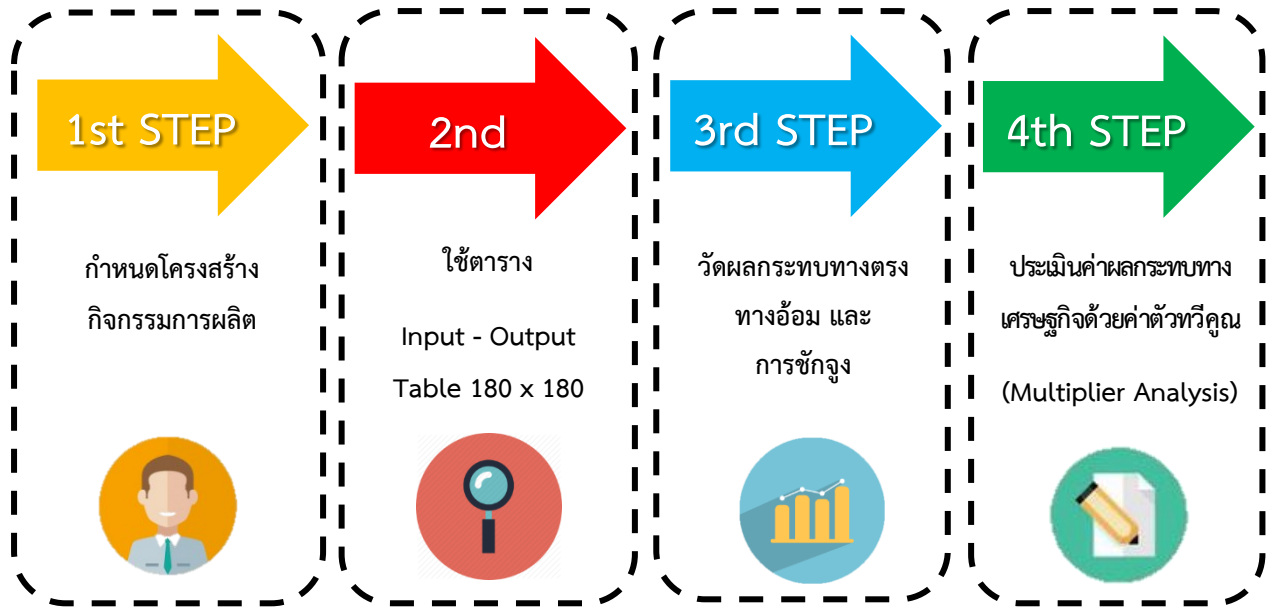 1st STEP
กำหนดโครงสร้าง
กิจกรรมการผลิต
2nd
ใช้ตาราง
Input - Output
Table 180 x 180
3rd STEP
วัดผลกระทบทางตรง
ทางอ้อม และ
การชักจูง
4th STEP
ประเมินค่าผลกระทบทาง
เศรษฐกิจด้วยค่าตัวทวีคูณ
(Multiplier Analysis)